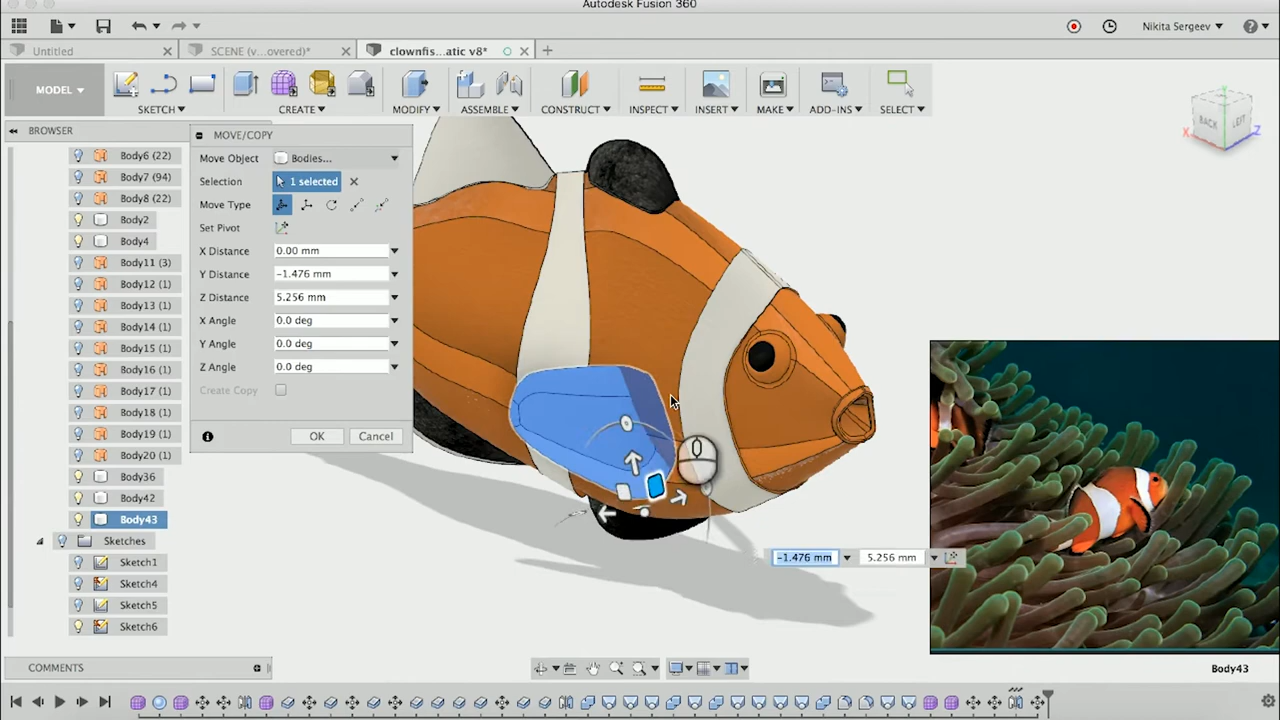 Autodesk Fusion 360
Nikita Sergeev
Untitled
SCENE (v...overed)*
clownfis...atic v8*
MODEL
SKETCH
CREATE
MODIFY
ASSEMBLE
CONSTRUCT
INSPECT
INSERT
MAKE
ADD-INS
SELECT
BROWSER
MOVE/COPY
BACK
LEFT
X
Z
Move Object Bodies...
Selection 1 selected
Move Type
Set Pivot
X Distance 0.00 mm
Y Distance -1.476 mm
Z Distance 5.256 mm
X Angle 0.0 deg
Y Angle 0.0 deg
Z Angle 0.0 deg
Create Copy
OK Cancel
Body6 (22)
Body7 (94)
Body8 (22)
Body2
Body4
Body11 (3)
Body12 (1)
Body13 (1)
Body14 (1)
Body15 (1)
Body16 (1)
Body17 (1)
Body18 (1)
Body19 (1)
Body20 (1)
Body36
Body42
Body43
Sketches
Sketch1
Sketch4
Sketch5
Sketch6
-1.476 mm 5.256 mm
COMMENTS
Body43